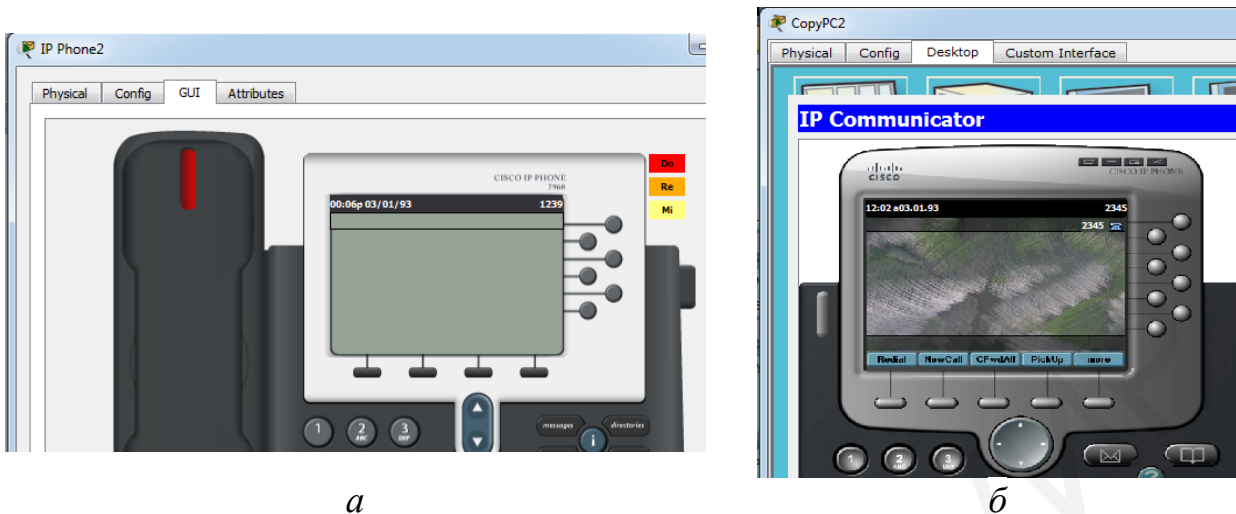 IP Phone2
Physical Config GUI Attributes
Do
Re
Mi
CISCO IP PHONE
7960
00:06p 03/01/93 1239
1 2 ABC 3 DEF
messages directories
i
а
CopyPC2
Physical Config Desktop Custom Interface
IP Communicator
CISCO
CISCO IP PHONE
12:02 a03.01.93 2345
2345
Redial NewCall CFwdAll PickUp more
1 2 ABC 3 DEF
?
б